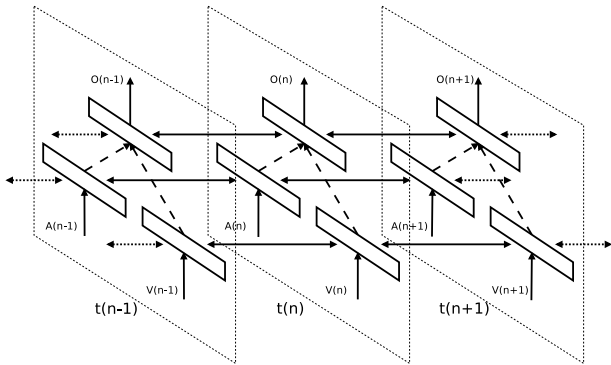 O(n-1) O(n) O(n+1)
A(n-1) A(n) A(n+1)
V(n-1) V(n) V(n+1)
t(n-1) t(n) t(n+1)